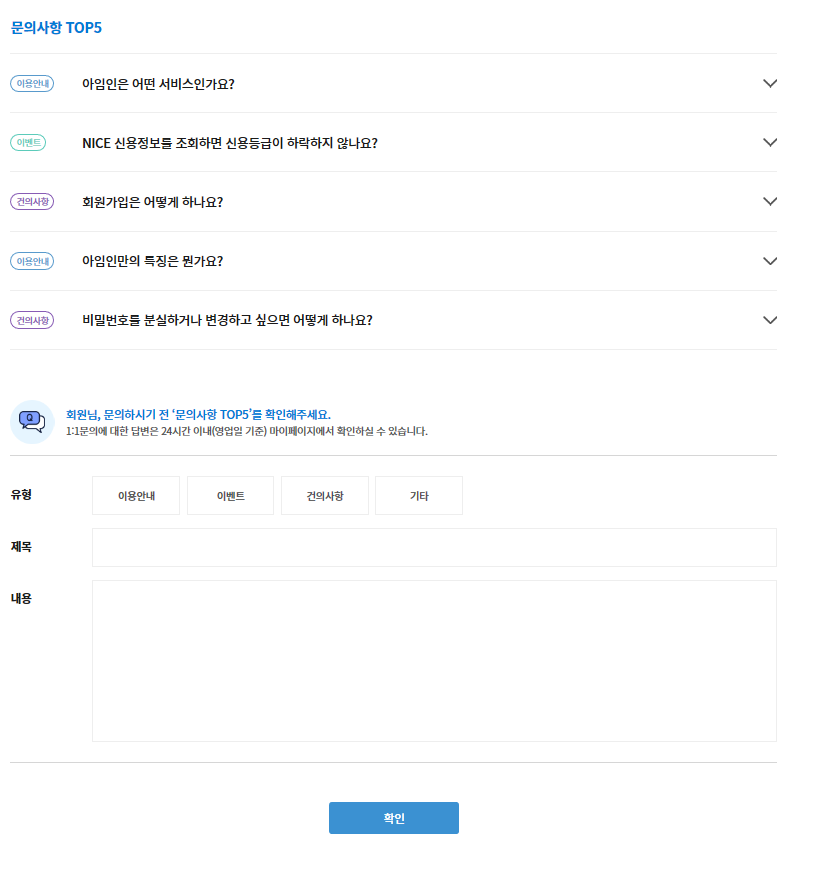 문의사항 TOP5
이용안내 아임인은 어떤 서비스인가요?
이벤트 NICE 신용정보를 조회하면 신용등급이 하락하지 않나요?
건의사항 회원가입은 어떻게 하나요?
이용안내 아임인만의 특징은 뭔가요?
건의사항 비밀번호를 분실하거나 변경하고 싶으면 어떻게 하나요?
Q
회원님, 문의하시기 전 ‘문의사항 TOP5’를 확인해주세요.
1:1문의에 대한 답변은 24시간 이내(영업일 기준) 마이페이지에서 확인하실 수 있습니다.
유형 이용안내 이벤트 건의사항 기타
제목
내용
확인